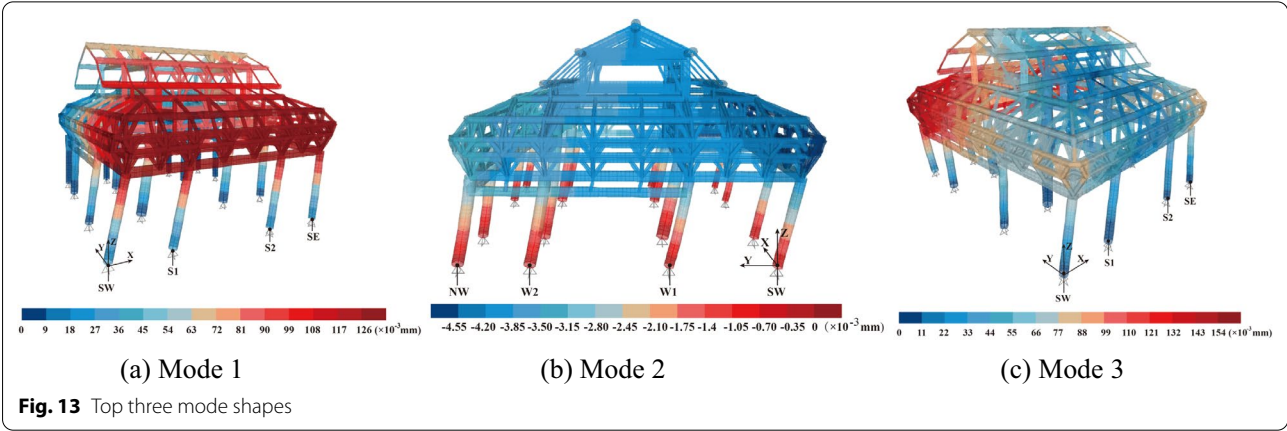 Z
Y
X
SW
S1
S2
SE
0 9 18 27 36 45 54 63 72 81 90 99 108 117 126 (×10⁻³mm)
(a) Mode 1
Z
X
Y
NW
W2
W1
SW
-4.55 -4.20 -3.85 -3.50 -3.15 -2.80 -2.45 -2.10 -1.75 -1.4 -1.05 -0.70 -0.35 0 (×10⁻³mm)
(b) Mode 2
Z
Y
X
SW
S1
S2
SE
0 11 22 33 44 55 66 77 88 99 110 121 132 143 154 (×10⁻³mm)
(c) Mode 3
Fig. 13 Top three mode shapes